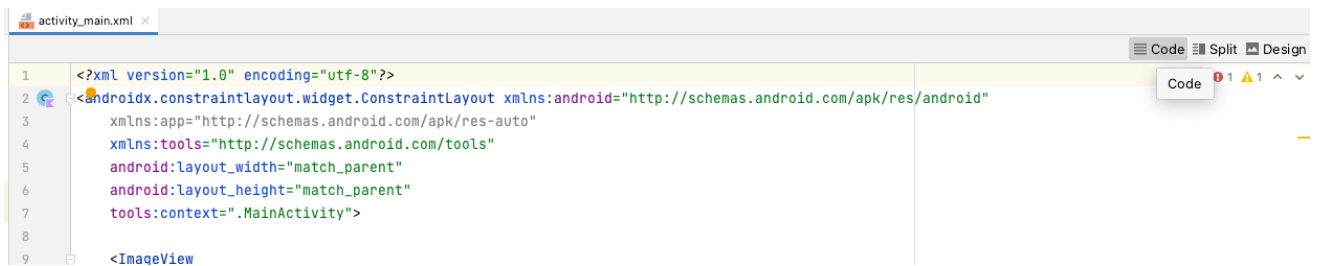 activity_main.xml
Code Split Design
1 <?xml version="1.0" encoding="utf-8"?> 1 1
Code
2 <androidx.constraintlayout.widget.ConstraintLayout xmlns:android="http://schemas.android.com/apk/res/android"
3 xmlns:app="http://schemas.android.com/apk/res-auto"
4 xmlns:tools="http://schemas.android.com/tools"
5 android:layout_width="match_parent"
6 android:layout_height="match_parent"
7 tools:context=".MainActivity">
8
9 <ImageView